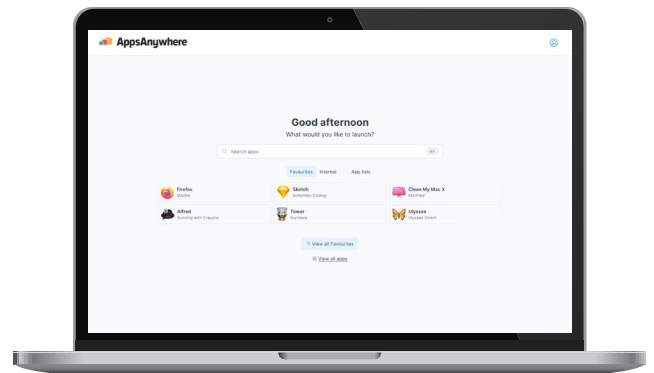 AppsAnywhere
Good afternoon
What would you like to launch?
Search apps
Favourites Internal App lists
Firefox
Mozilla
Sketch
Bohemian Coding
Clean My Mac X
MacPaw
Alfred
Running with Crayons
Tower
Ulysses
Ulysses GmbH
View all Favourites
View all apps